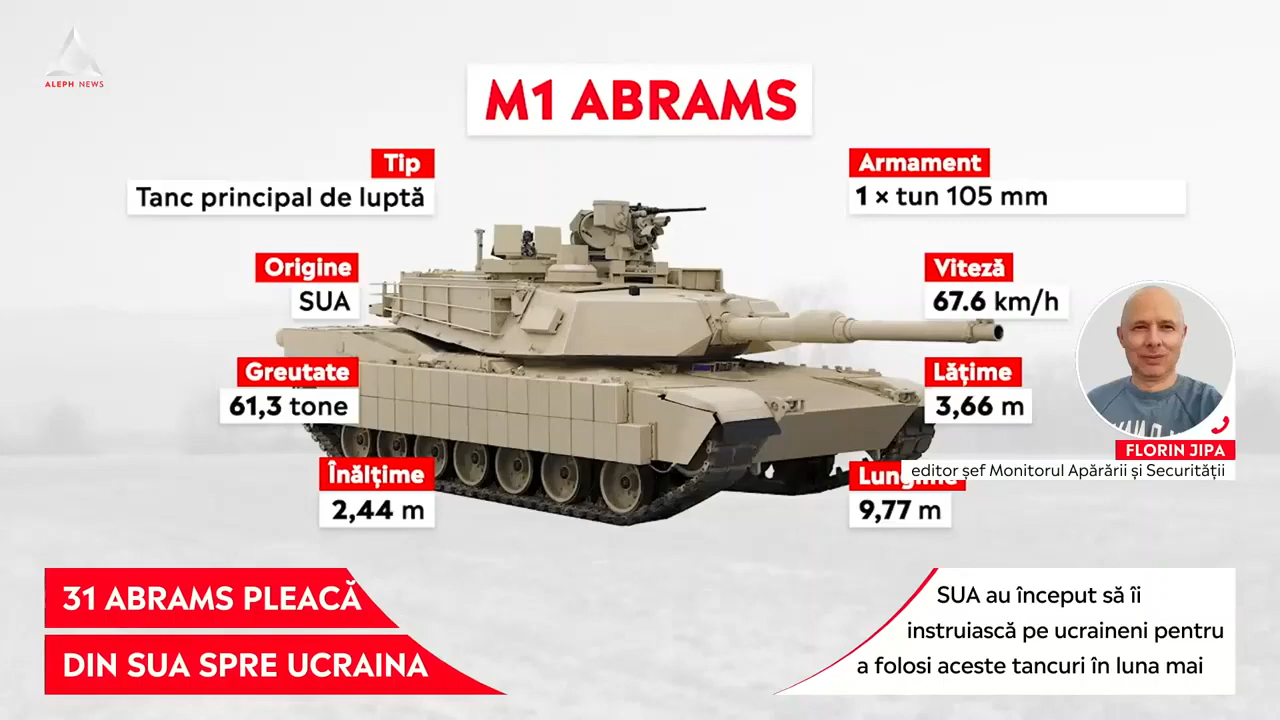 ALEPH NEWS
M1 ABRAMS
Tip
Tanc principal de luptă
Armament
1 × tun 105 mm
Origine
SUA
Viteză
67.6 km/h
Greutate
61,3 tone
Lățime
3,66 m
Înălțime
2,44 m
Lungime
9,77 m
FLORIN JIPA
editor șef Monitorul Apărării și Securității
31 ABRAMS PLEACĂ
DIN SUA SPRE UCRAINA
SUA au început să îi
instruiască pe ucraineni pentru
a folosi aceste tancuri în luna mai